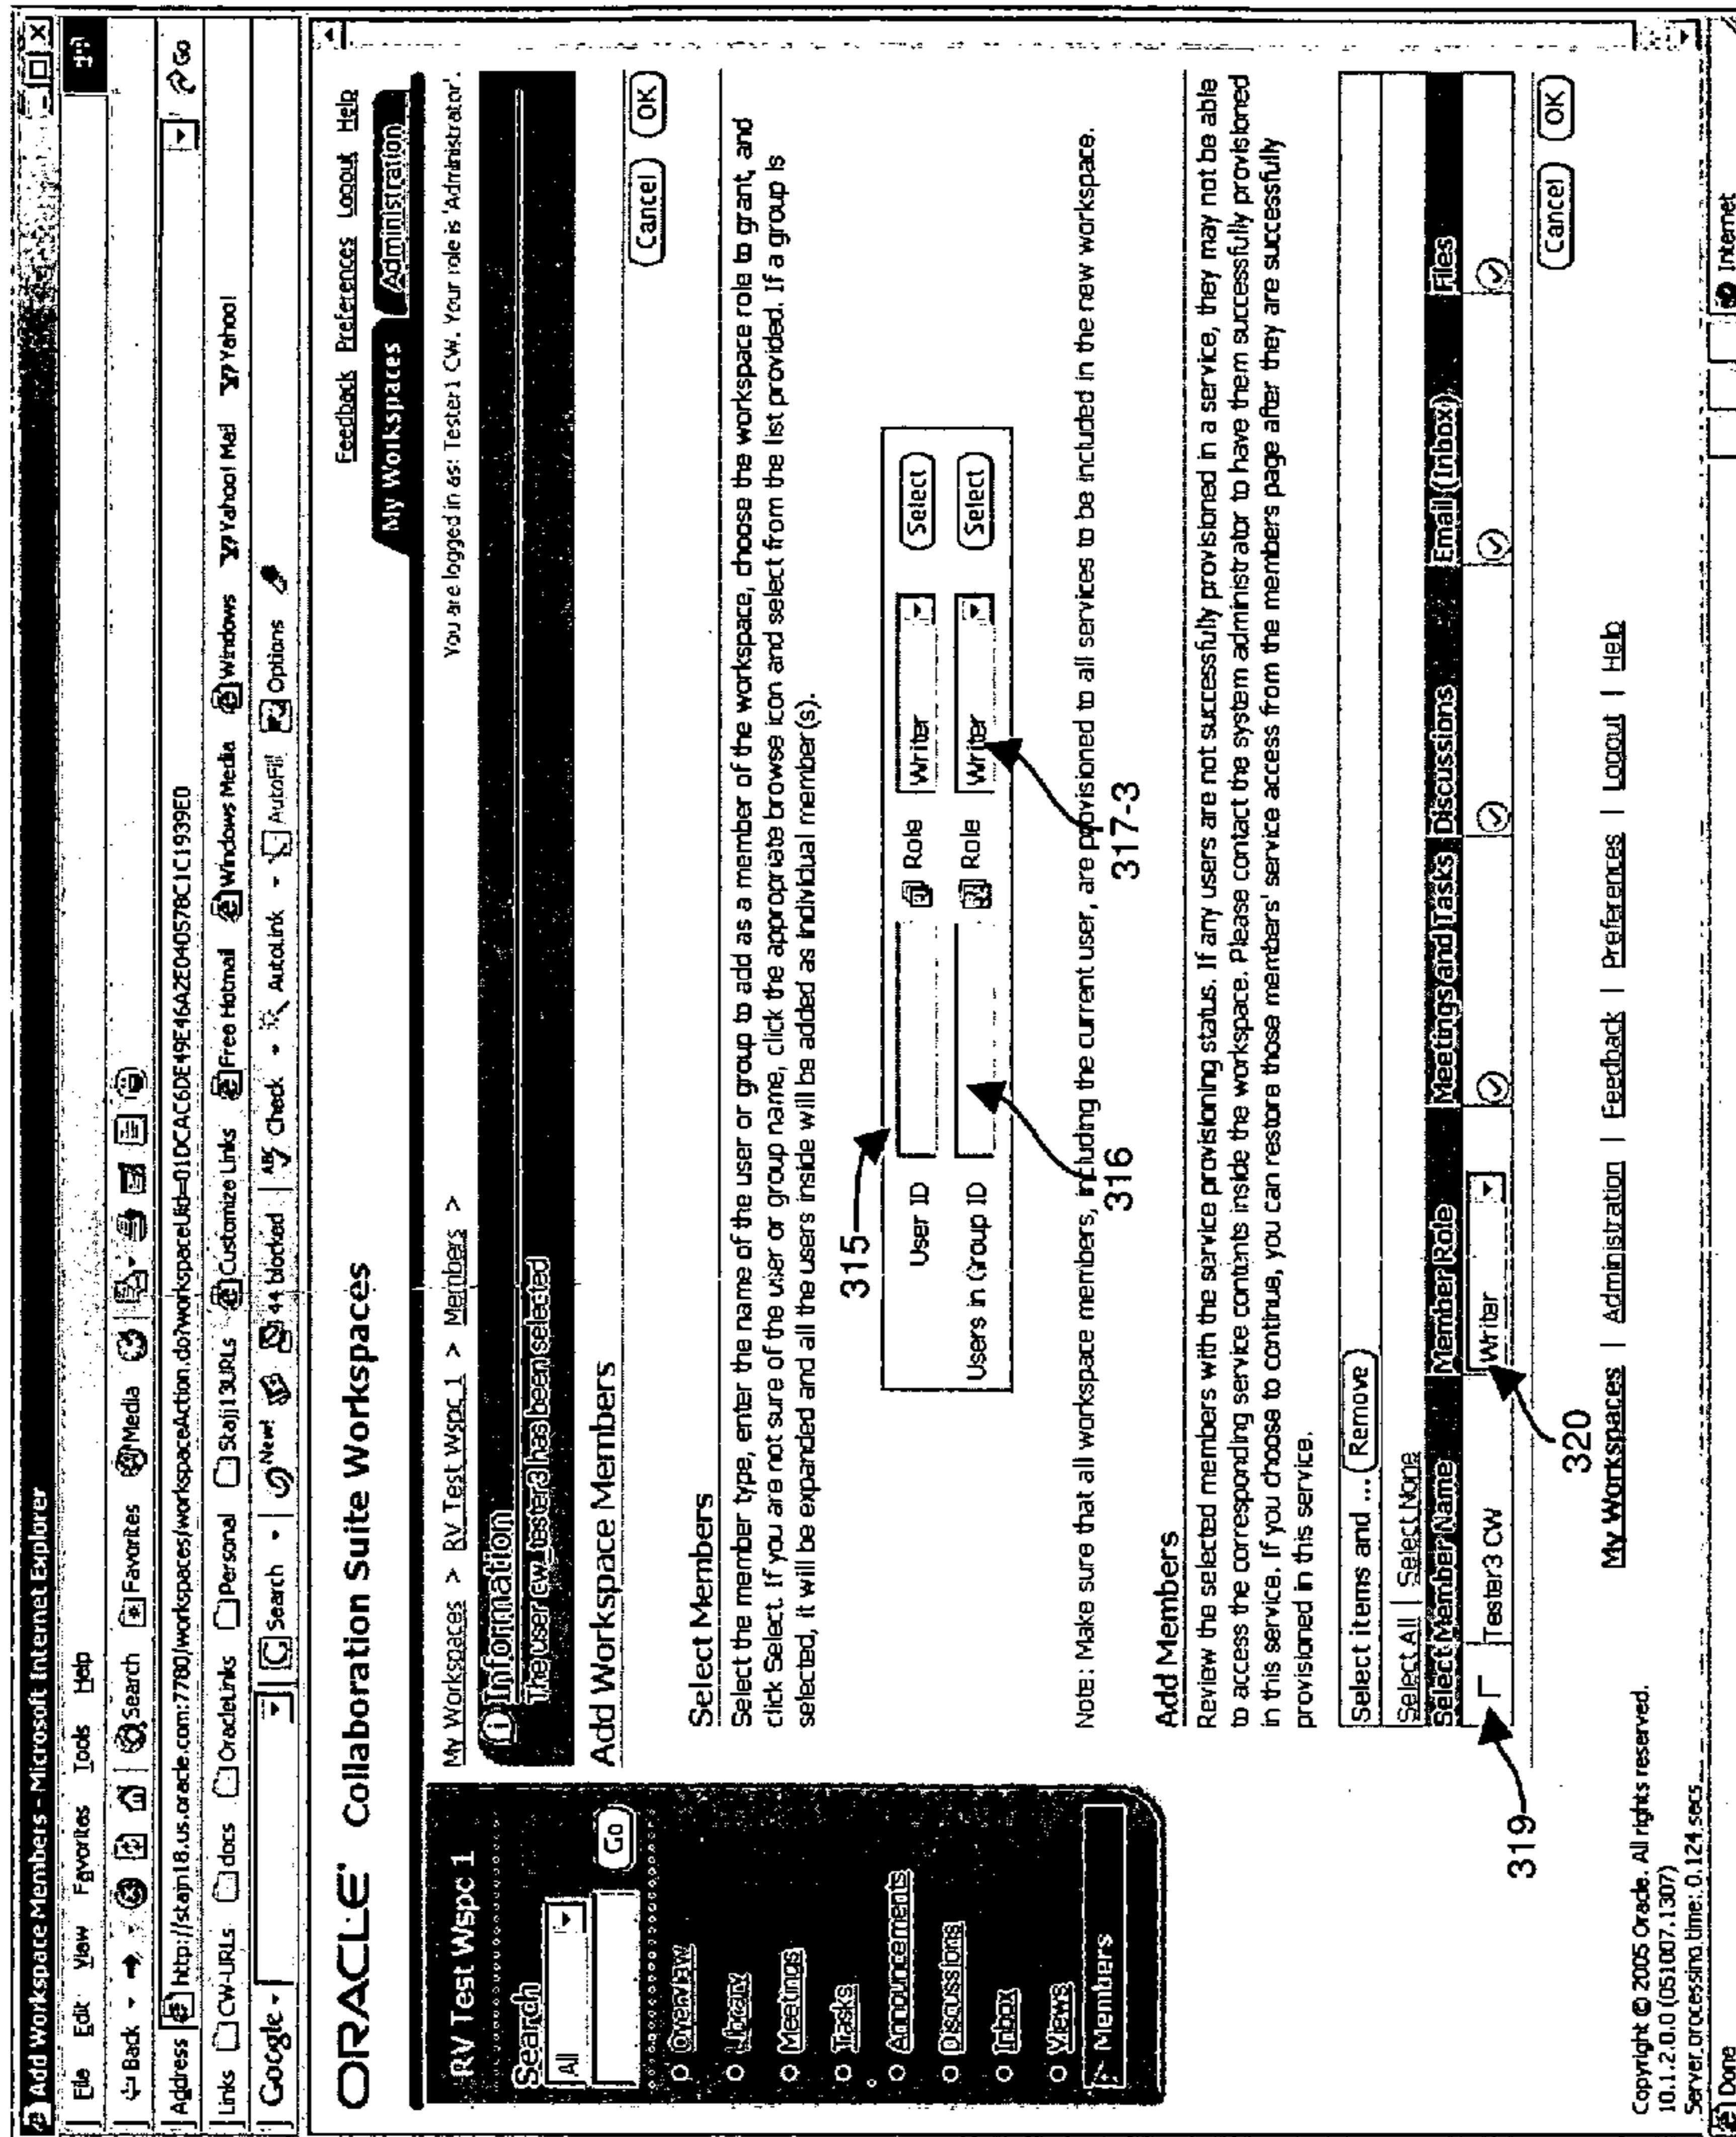 Add Workspace Members - Microsoft Internet Explorer
File Edit View Favorites Tools Help
Back Search Favorites Media
Address http://stajn18.us.oracle.com:7780/workspaces/workspaceAction.do?workspaceUid=01DCAC6DE49E46A2E040578C1C1939E0 Go
Links CW-URLs docs OracleLinks Personal Stajj13URLs Customize Links Free Hotmail Windows Media Windows Yahoo! Mail Yahoo!
Google Search New! 44 blocked ABC Check AutoLink AutoFill Options
ORACLE Collaboration Suite Workspaces
Feedback Preferences Logout Help
My Workspaces Administration
RV Test Wspc 1
Search
All
Go
Overview
Library
Meetings
Tasks
Announcements
Discussions
Inbox
Views
Members
My Workspaces > RV Test Wspc 1 > Members >
You are logged in as: Tester1 CW. Your role is 'Administrator'.
Information
The user cw_tester3 has been selected
Add Workspace Members
Cancel OK
Select Members
Select the member type, enter the name of the user or group to add as a member of the workspace, choose the workspace role to grant, and
click Select. If you are not sure of the user or group name, click the appropriate browse icon and select from the list provided. If a group is
selected, it will be expanded and all the users inside will be added as individual member(s).
315
User ID Role Writer Select
Users in Group ID Role Writer Select
316
317-3
Note: Make sure that all workspace members, including the current user, are provisioned to all services to be included in the new workspace.
Add Members
Review the selected members with the service provisioning status. If any users are not successfully provisioned in a service, they may not be able
to access the corresponding service contents inside the workspace. Please contact the system administrator to have them successfully provisioned
in this service. If you choose to continue, you can restore those members' service access from the members page after they are successfully
provisioned in this service.
Select items and ... Remove
Select All | Select None
Select Member Name Member Role Meetings and Tasks Discussions Email (Inbox) Files
Tester3 CW Writer
319
320
Cancel OK
My Workspaces | Administration | Feedback | Preferences | Logout | Help
Copyright © 2005 Oracle. All rights reserved.
10.1.2.0.0 (051007.1307)
Server processing time: 0.124 secs
Done Internet